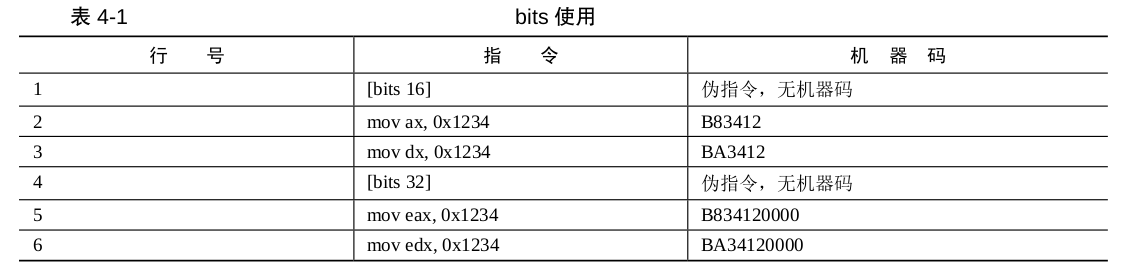 表 4-1 bits 使用
行 号 指 令 机 器 码
1 [bits 16] 伪指令，无机器码
2 mov ax, 0x1234 B83412
3 mov dx, 0x1234 BA3412
4 [bits 32] 伪指令，无机器码
5 mov eax, 0x1234 B834120000
6 mov edx, 0x1234 BA34120000